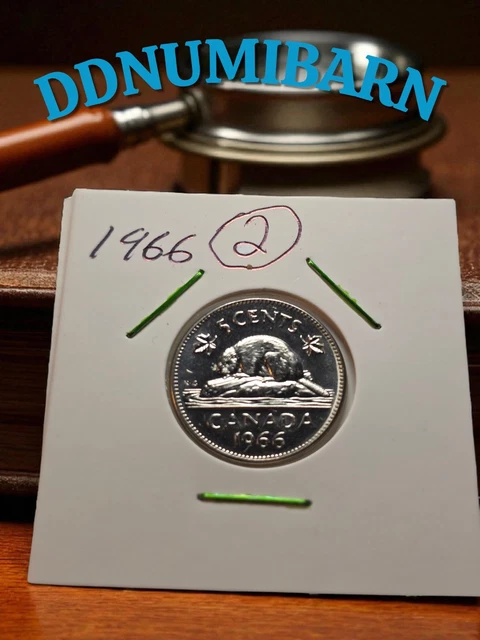 DDNUMIBARN
1966 2
5 CENTS
K G
CANADA
1966